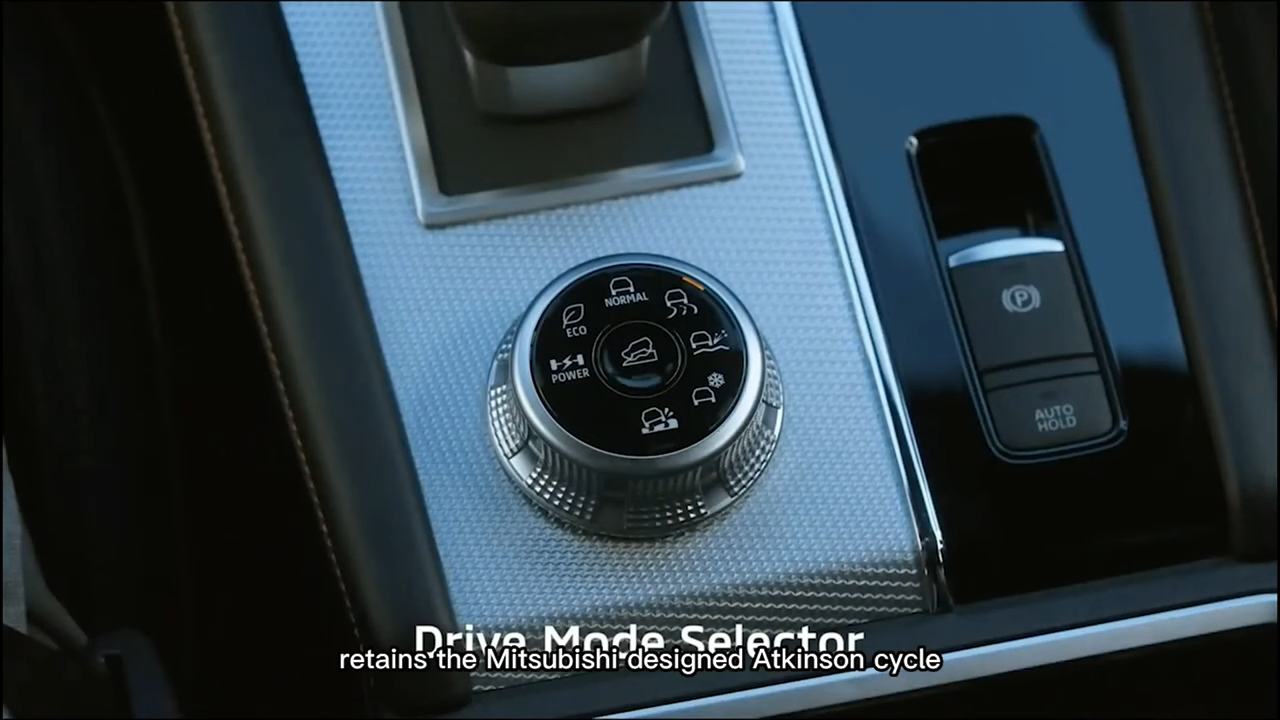 NORMAL
ECO
POWER
P
AUTO
HOLD
Drive Mode Selector
retains the Mitsubishi designed Atkinson cycle